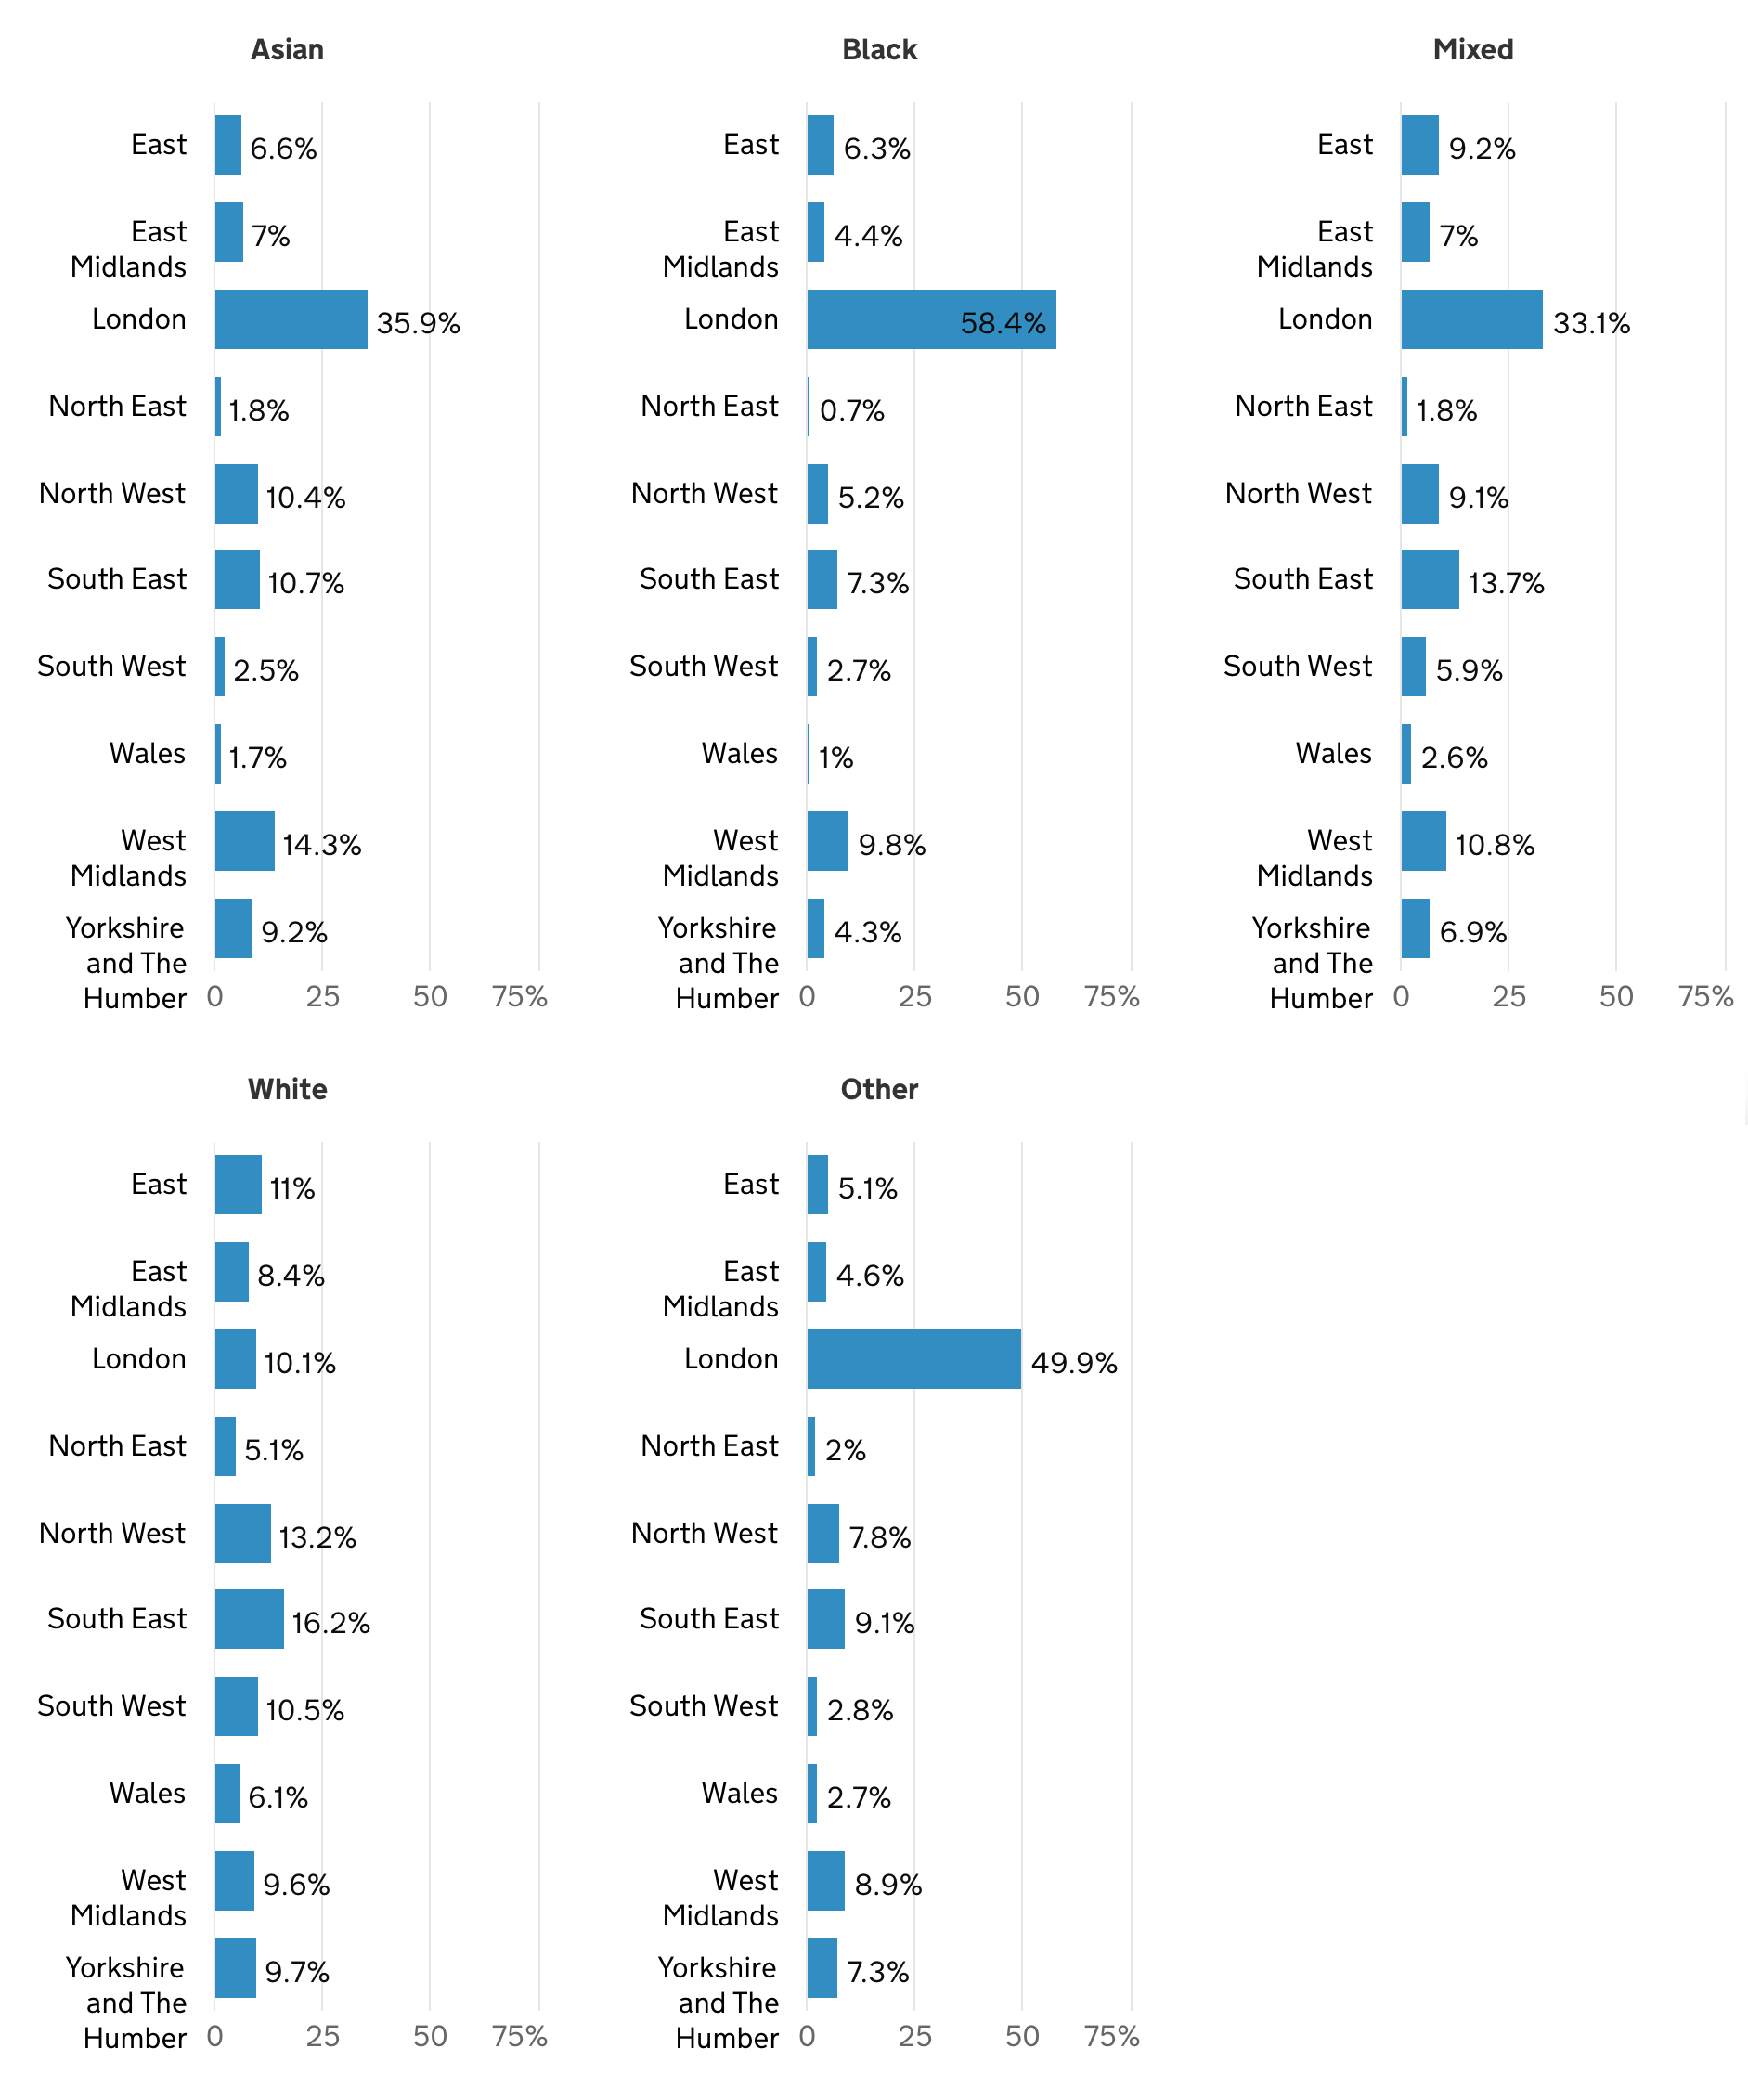 Asian
East
6.6%
East
Midlands
7%
London
35.9%
North East
1.8%
North West
10.4%
South East
10.7%
South West
2.5%
Wales
1.7%
West
Midlands
14.3%
Yorkshire
and The
Humber
9.2%
0 25 50 75%
Black
East
6.3%
East
Midlands
4.4%
London
58.4%
North East
0.7%
North West
5.2%
South East
7.3%
South West
2.7%
Wales
1%
West
Midlands
9.8%
Yorkshire
and The
Humber
4.3%
0 25 50 75%
Mixed
East
9.2%
East
Midlands
7%
London
33.1%
North East
1.8%
North West
9.1%
South East
13.7%
South West
5.9%
Wales
2.6%
West
Midlands
10.8%
Yorkshire
and The
Humber
6.9%
0 25 50 75%
White
East
11%
East
Midlands
8.4%
London
10.1%
North East
5.1%
North West
13.2%
South East
16.2%
South West
10.5%
Wales
6.1%
West
Midlands
9.6%
Yorkshire
and The
Humber
9.7%
0 25 50 75%
Other
East
5.1%
East
Midlands
4.6%
London
49.9%
North East
2%
North West
7.8%
South East
9.1%
South West
2.8%
Wales
2.7%
West
Midlands
8.9%
Yorkshire
and The
Humber
7.3%
0 25 50 75%